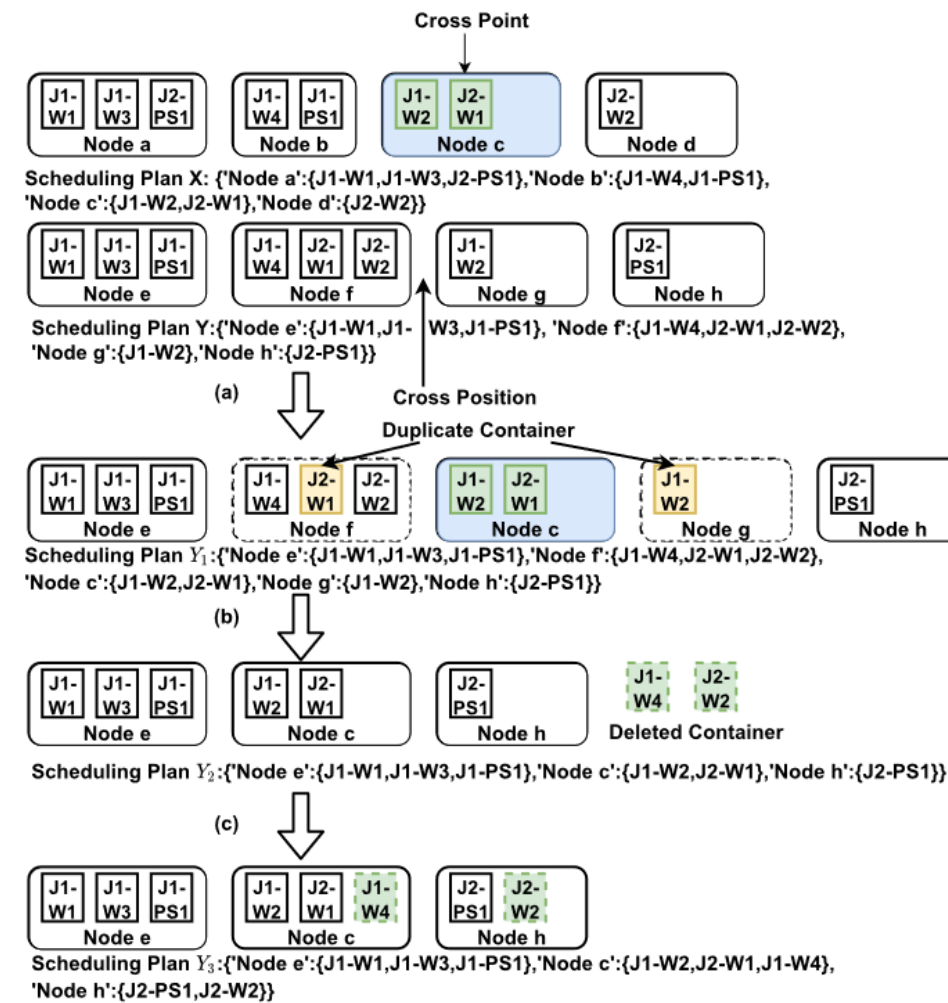 Cross Point
J1- J1- J2- J1- J1- J1- J2- J2-
W1 W3 PS1 W4 PS1 W2 W1 W2
Node a Node b Node c Node d
Scheduling Plan X: {'Node a':{J1-W1,J1-W3,J2-PS1},'Node b':{J1-W4,J1-PS1},
'Node c':{J1-W2,J2-W1},'Node d':{J2-W2}}
J1- J1- J1- J1- J2- J2- J1- J2-
W1 W3 PS1 W4 W1 W2 W2 PS1
Node e Node f Node g Node h
Scheduling Plan Y:{'Node e':{J1-W1,J1- W3,J1-PS1}, 'Node f':{J1-W4,J2-W1,J2-W2},
'Node g':{J1-W2},'Node h':{J2-PS1}}
(a)
Cross Position
Duplicate Container
J1- J1- J1- J1- J2- J2- J1- J2- J1- J2-
W1 W3 PS1 W4 W1 W2 W2 W1 W2 PS1
Node e Node f Node c Node g Node h
Scheduling Plan Y₁:{'Node e':{J1-W1,J1-W3,J1-PS1},'Node f':{J1-W4,J2-W1,J2-W2},
'Node c':{J1-W2,J2-W1},'Node g':{J1-W2},'Node h':{J2-PS1}}
(b)
J1- J1- J1- J1- J2- J2- J1- J2-
W1 W3 PS1 W2 W1 PS1 W4 W2
Node e Node c Node h Deleted Container
Scheduling Plan Y₂:{'Node e':{J1-W1,J1-W3,J1-PS1},'Node c':{J1-W2,J2-W1},'Node h':{J2-PS1}}
(c)
J1- J1- J1- J1- J2- J1- J2- J2-
W1 W3 PS1 W2 W1 W4 PS1 W2
Node e Node c Node h
Scheduling Plan Y₃:{'Node e':{J1-W1,J1-W3,J1-PS1},'Node c':{J1-W2,J2-W1,J1-W4},
'Node h':{J2-PS1,J2-W2}}